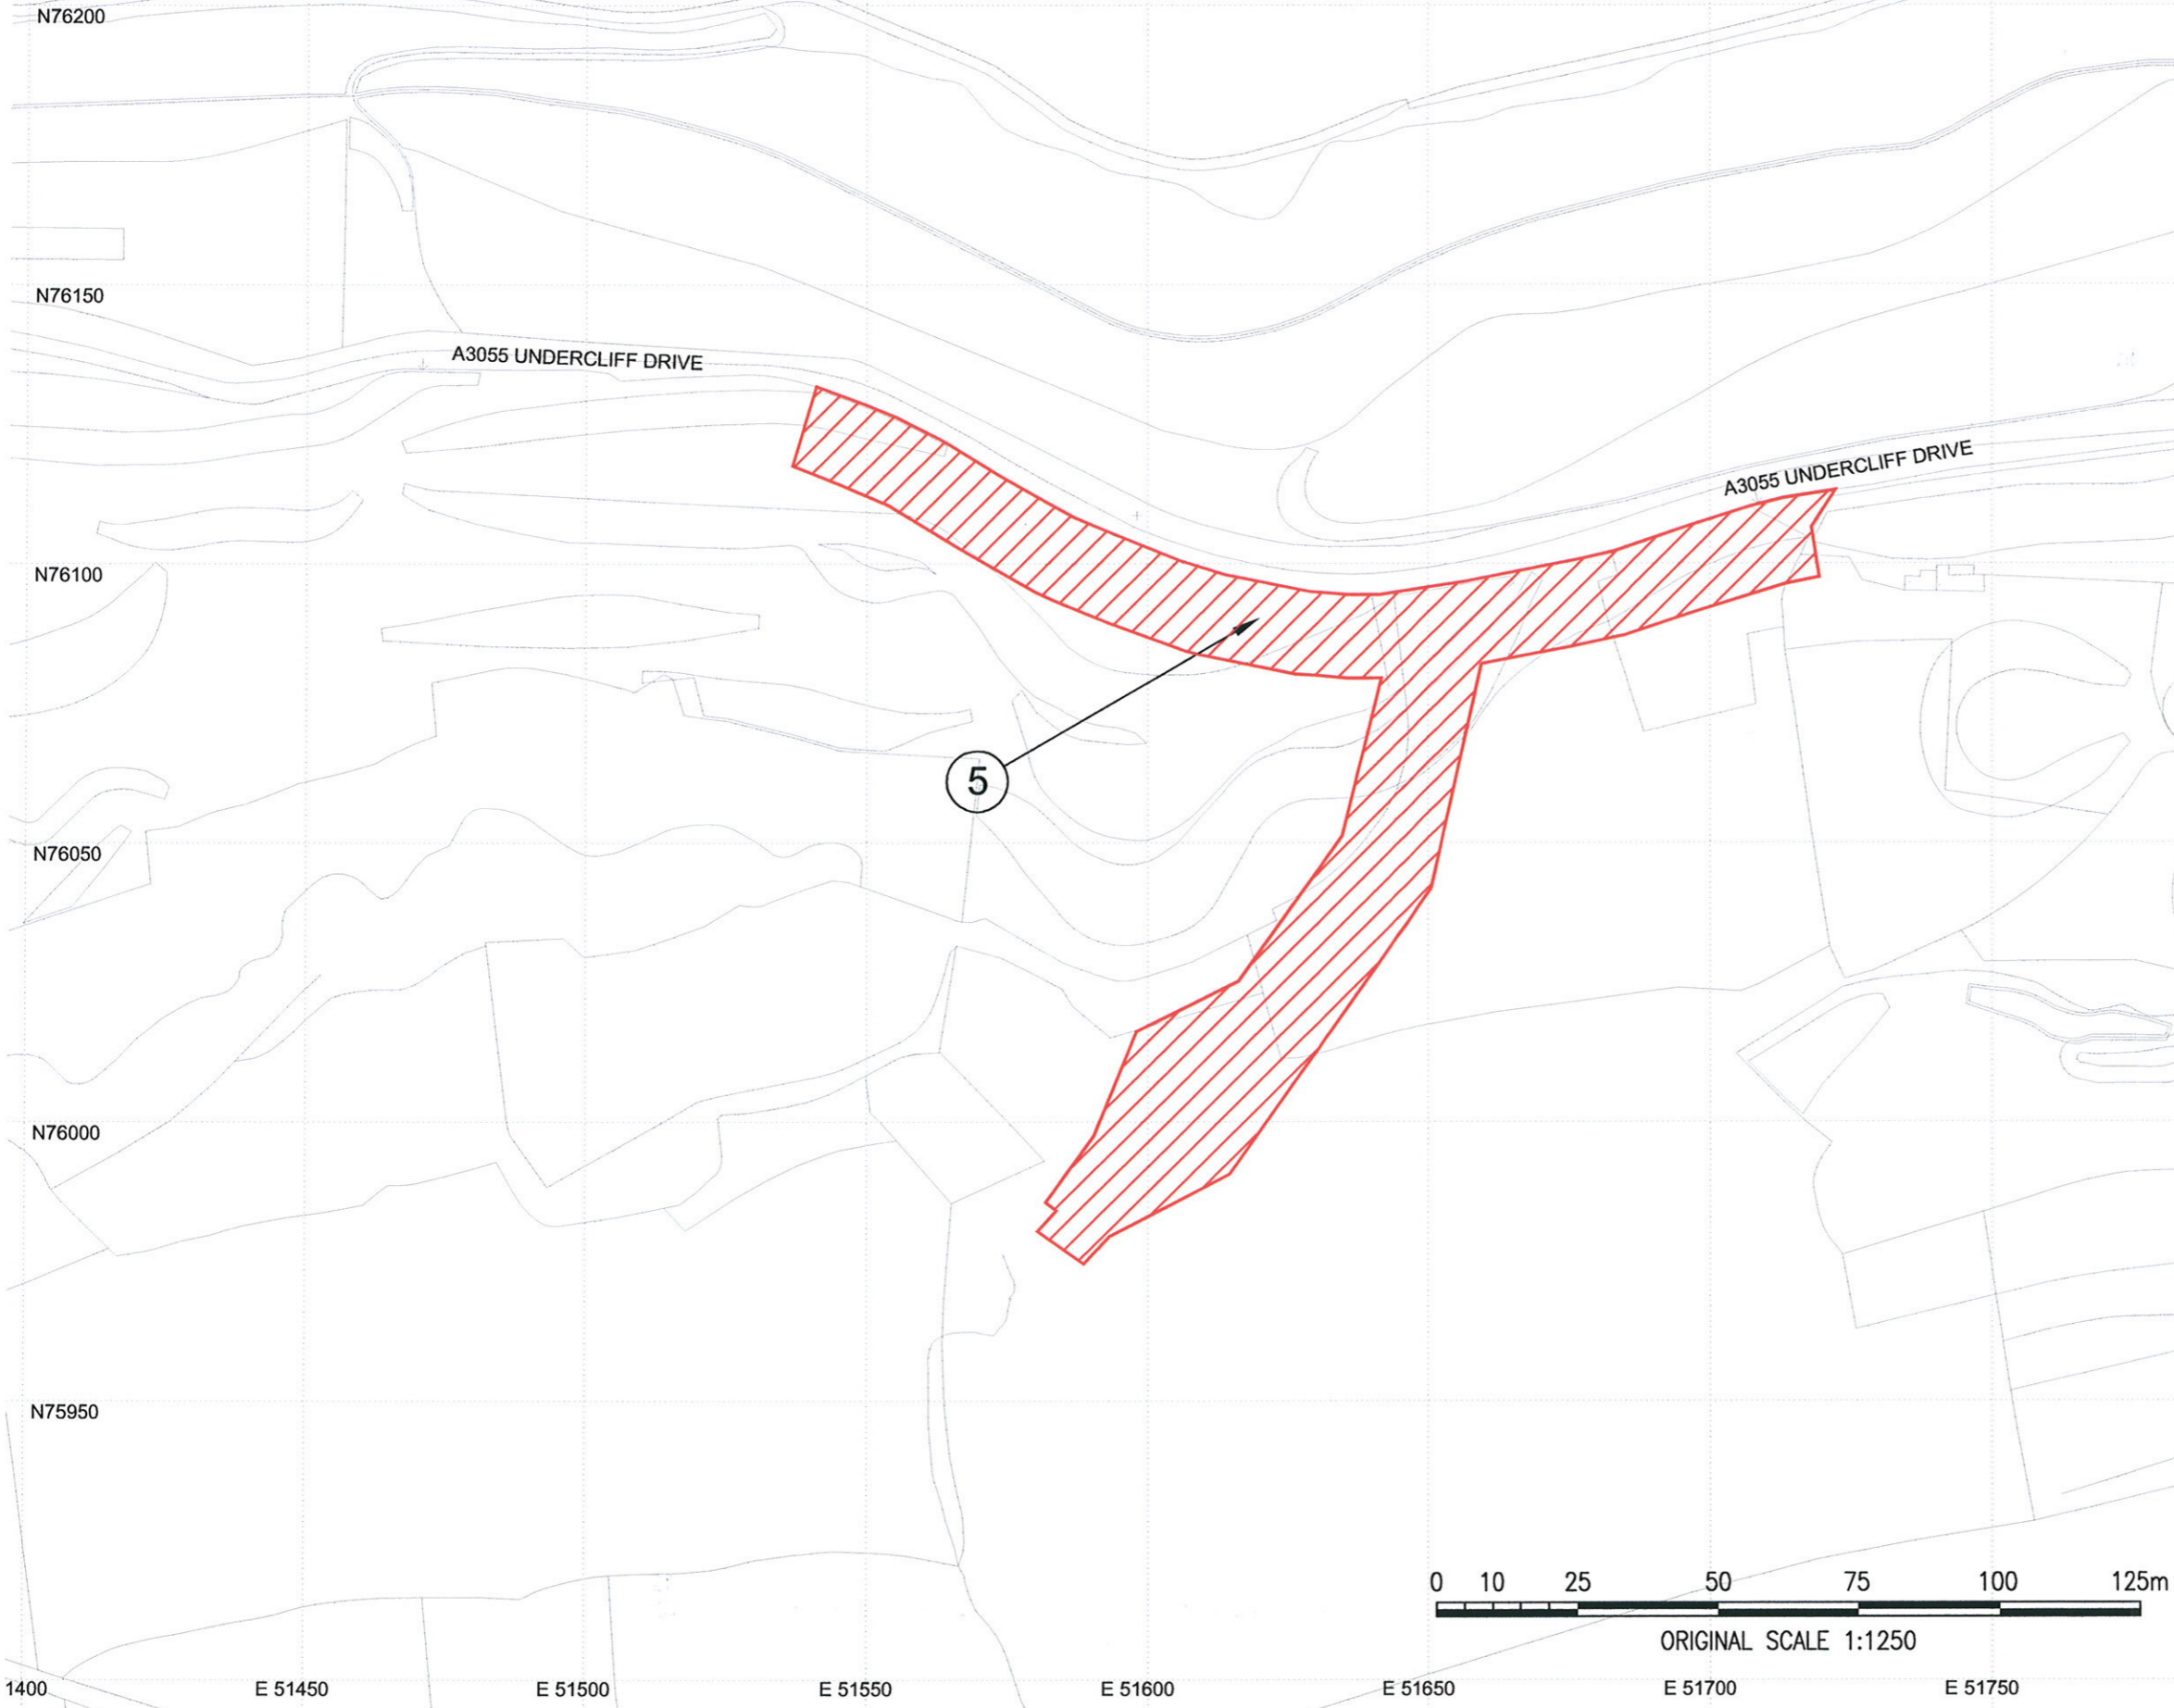 N76200
N76150
A3055 UNDERCLIFF DRIVE
A3055 UNDERCLIFF DRIVE
N76100
5
N76050
N76000
N75950
0 10 25 50 75 100 125m
ORIGINAL SCALE 1:1250
1400 E 51450 E 51500 E 51550 E 51600 E 51650 E 51700 E 51750